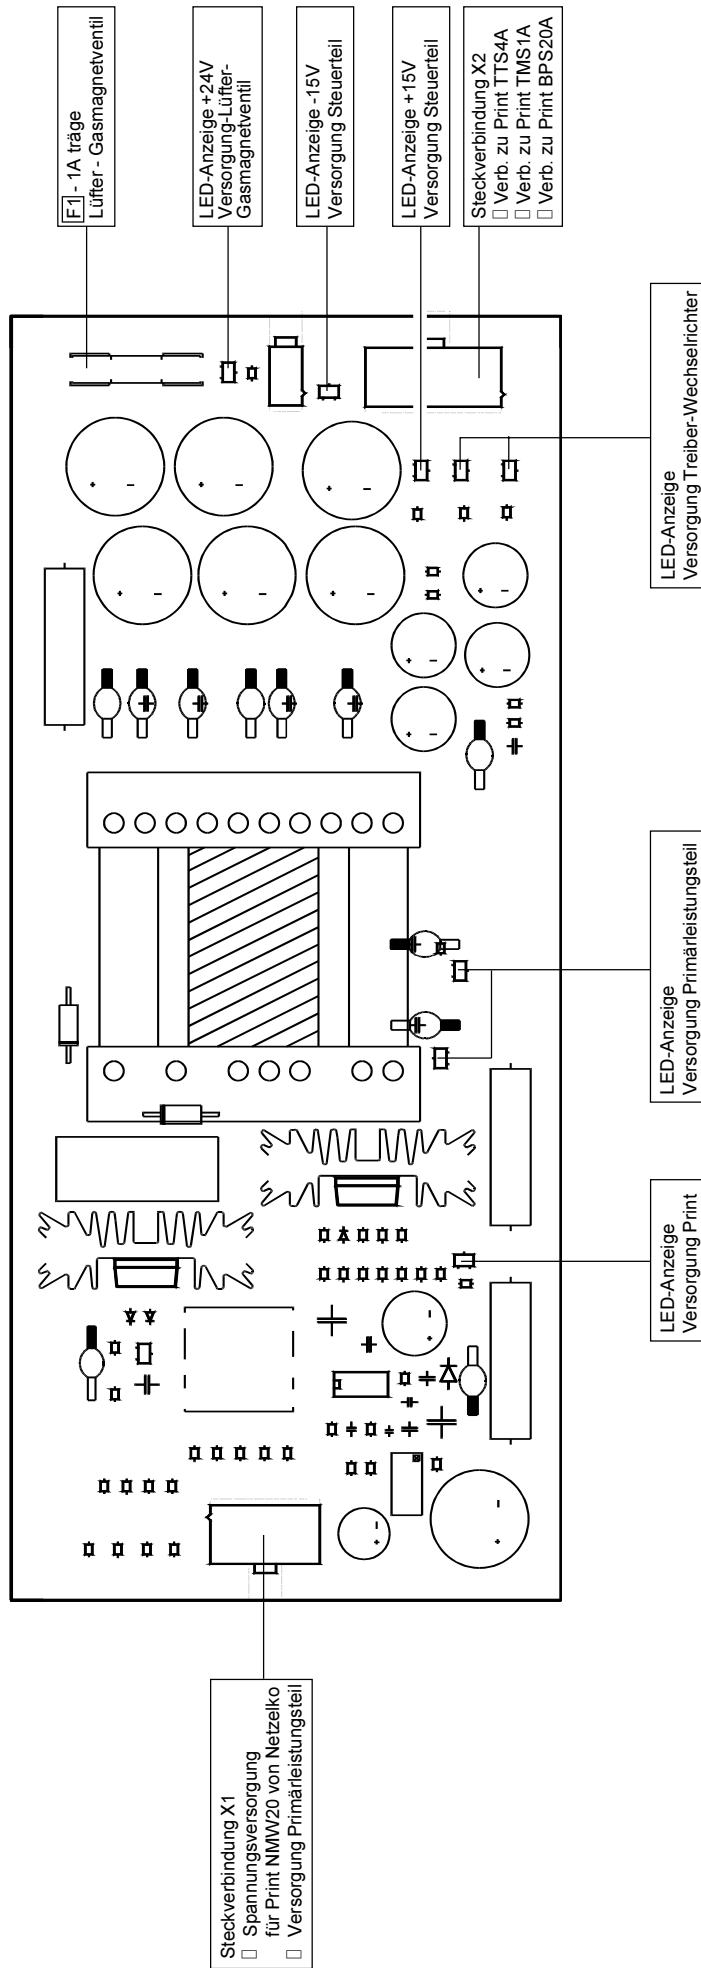 F1 - 1A träge
Lüfter - Gasmagnetventil
LED-Anzeige +24V
Versorgung-Lüfter-
Gasmagnetventil
LED-Anzeige -15V
Versorgung Steuerteil
LED-Anzeige +15V
Versorgung Steuerteil
Steckverbindung X2
□ Verb. zu Print TTS4A
□ Verb. zu Print TMS1A
□ Verb. zu Print BPS20A
LED-Anzeige
Versorgung Treiber-Wechselrichter
LED-Anzeige
Versorgung Primärleistungsteil
LED-Anzeige
Versorgung Print
Steckverbindung X1
□ Spannungsversorgung
für Print NMW20 von Netzelko
□ Versorgung Primärleistungsteil